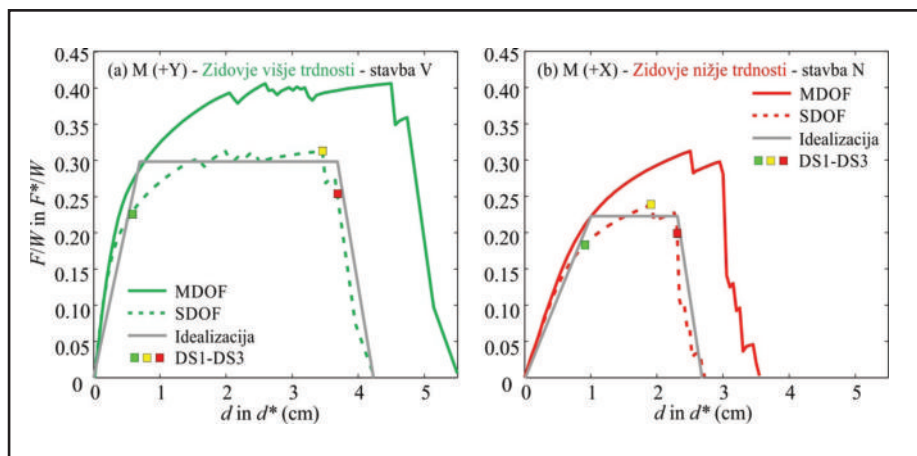 (a) M (+Y) - Zidovje višje trdnosti - stavba V
F/W in F*/W
0.45
0.40
0.35
0.30
0.25
0.20
0.15
0.10
0.05
0
MDOF
SDOF
Idealizacija
DS1-DS3
0 1 2 3 4 5
d in d* (cm)
(b) M (+X) - Zidovje nižje trdnosti - stavba N
0.45
0.40
0.35
0.30
0.25
0.20
0.15
0.10
0.05
0
MDOF
SDOF
Idealizacija
DS1-DS3
0 1 2 3 4 5
d in d* (cm)